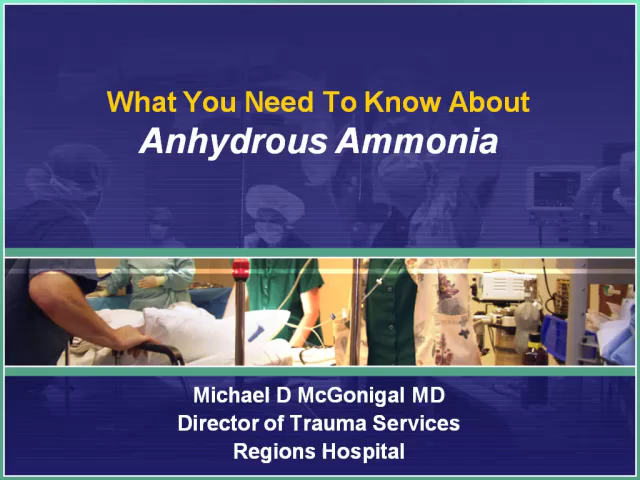 What You Need To Know About
Anhydrous Ammonia
Michael D McGonigal MD
Director of Trauma Services
Regions Hospital